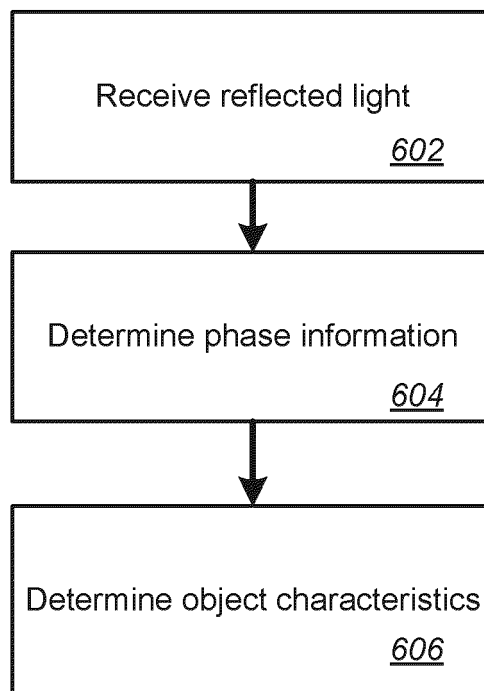 Receive reflected light
602
Determine phase information
604
Determine object characteristics
606